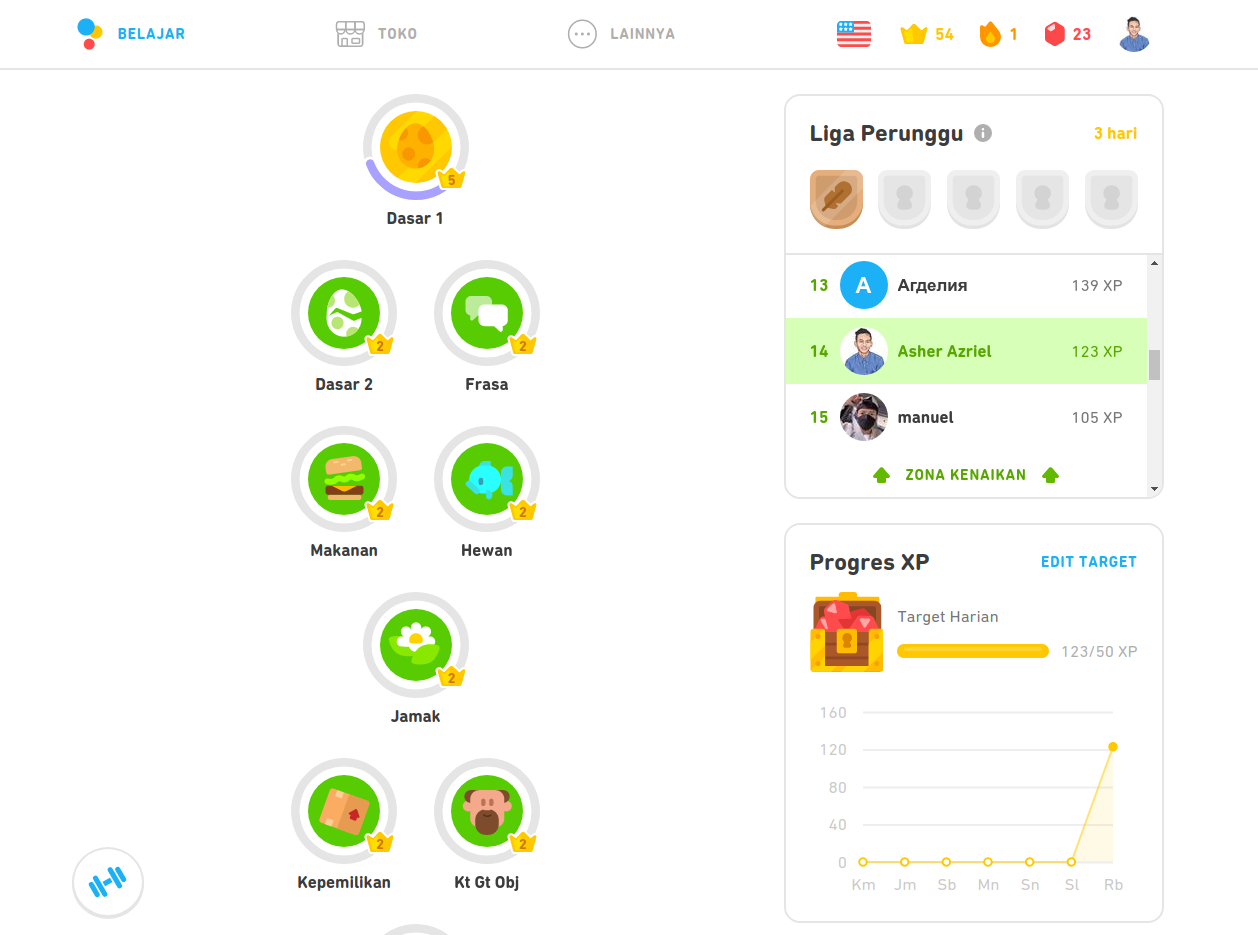 BELAJAR
TOKO
LAINNYA
54
1
23
5
Dasar 1
2
2
Dasar 2
Frasa
2
2
Makanan
Hewan
2
Jamak
2
2
Kepemilikan
Kt Gt Obj
Liga Perunggu
3 hari
13 A Агделия 139 XP
14 Asher Azriel 123 XP
15 manuel 105 XP
ZONA KENAIKAN
Progres XP
EDIT TARGET
Target Harian
123/50 XP
160
120
80
40
0
Km Jm Sb Mn Sn Sl Rb